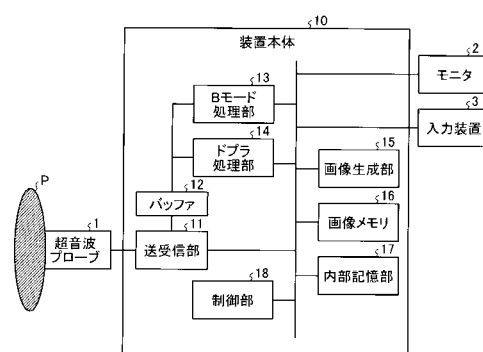 10
装置本体
2
モニタ
13
Bモード
処理部
3
入力装置
14
ドプラ
処理部
15
画像生成部
P
12
バッファ
16
画像メモリ
1
超音波
プローブ
11
送受信部
17
内部記憶部
18
制御部